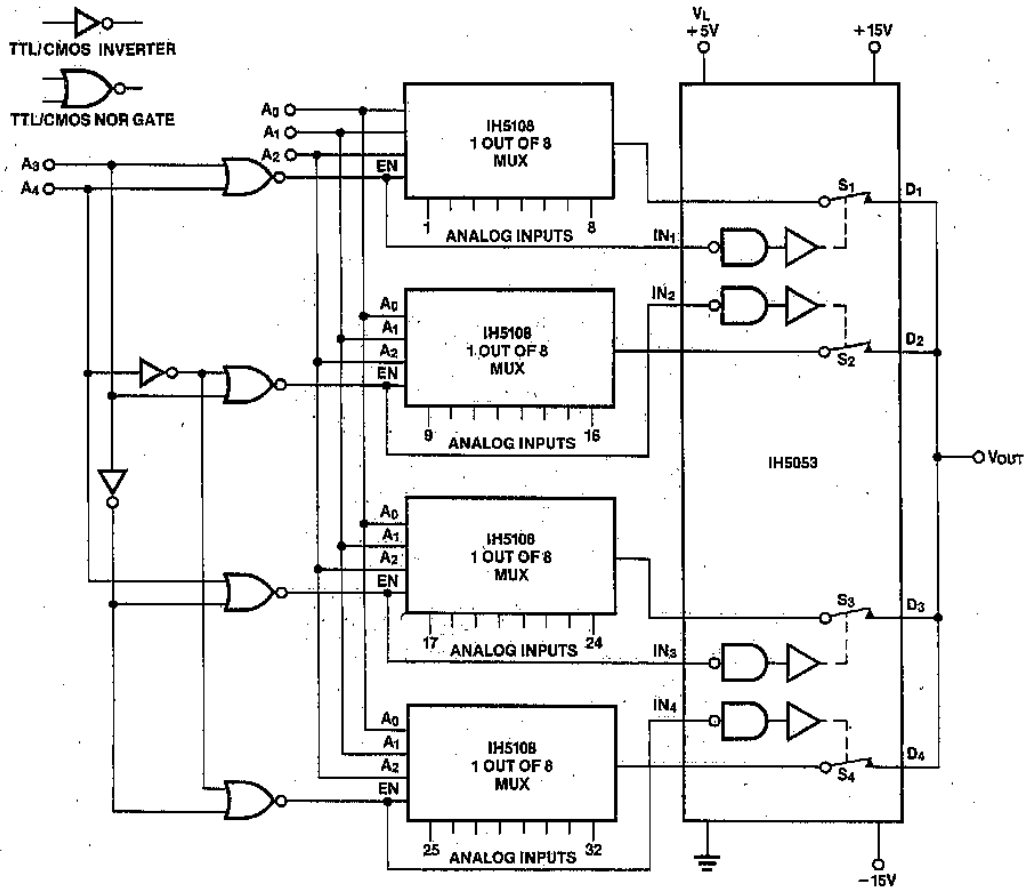 TTL/CMOS INVERTER
TTL/CMOS NOR GATE
VL
+5V
+15V
A0
A1
A2
A3
A4
EN
IH5108
1 OUT OF 8
MUX
1
8
ANALOG INPUTS
IN1
S1
D1
A0
A1
A2
EN
IH5108
1 OUT OF 8
MUX
9
16
ANALOG INPUTS
IN2
S2
D2
IH5053
VOUT
A0
A1
A2
EN
IH5108
1 OUT OF 8
MUX
17
24
ANALOG INPUTS
IN3
S3
D3
A0
A1
A2
EN
IH5108
1 OUT OF 8
MUX
25
32
ANALOG INPUTS
IN4
S4
D4
−15V